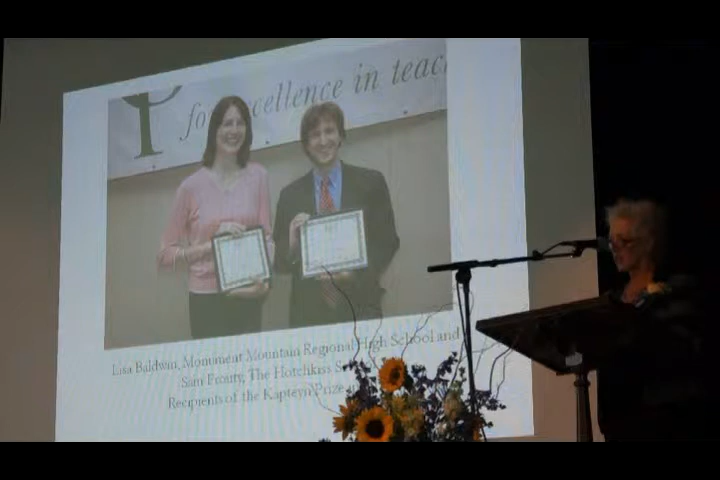 for excellence in teac
Lisa Baldwin, Monument Mountain Regional High School and
Sam Prouty, The Hotchkiss
Recipients of the Kapteyn Prize